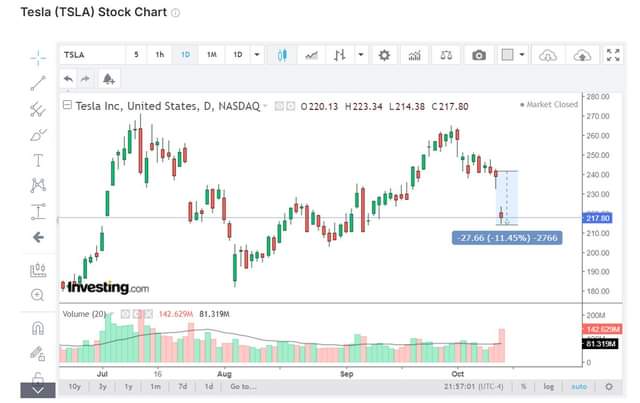 Tesla (TSLA) Stock Chart
TSLA 5 1h 1D 1M 1D
Tesla Inc, United States, D, NASDAQ O220.13 H223.34 L214.38 C217.80 Market Closed
280.00
270.00
260.00
250.00
240.00
230.00
220.00
217.80
210.00
-27.66 (-11.45%) -2766
200.00
190.00
180.00
Investing.com
Volume (20) 142.629M 81.319M
200M
142.629M
81.319M
0
Jul 16 Aug Sep Oct
10y 3y 1y 1m 7d 1d Go to... 21:57:01 (UTC-4) % log auto